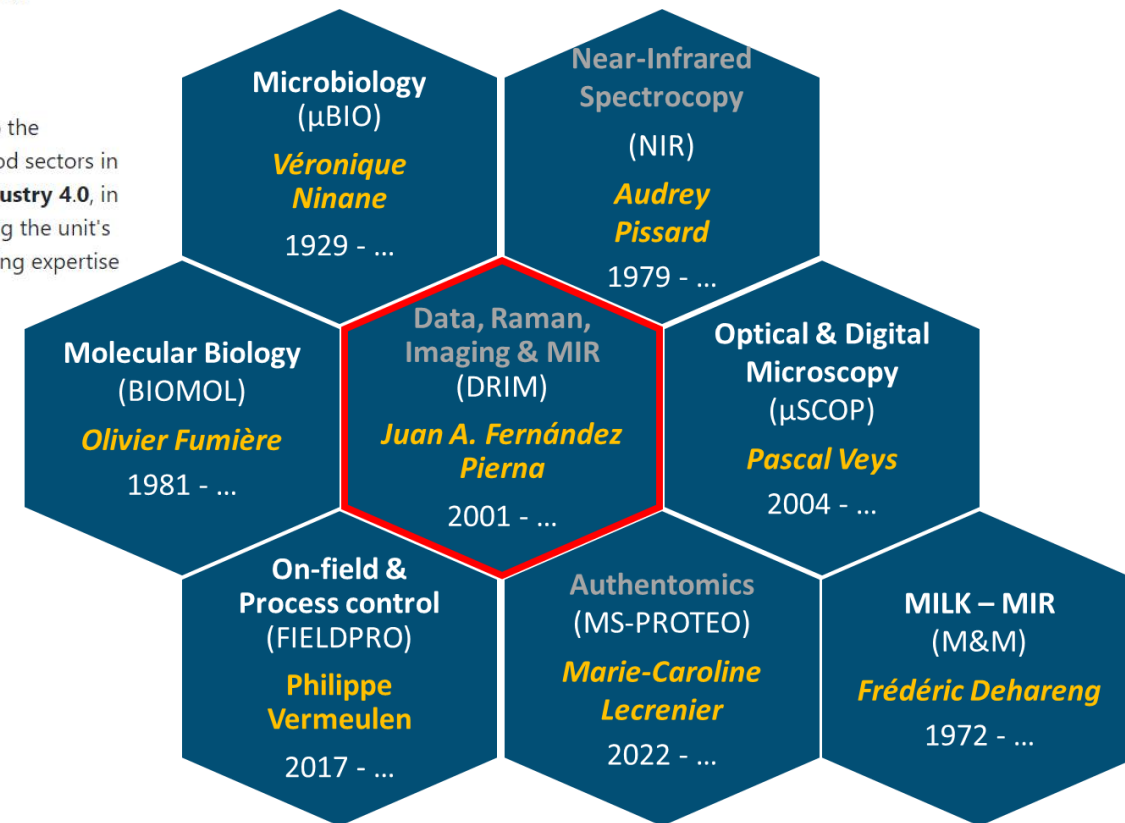 the
od sectors in
ustry 4.0, in
g the unit's
ng expertise
Microbiology
(µBIO)
Véronique
Ninane
1929 - ...
Near-Infrared
Spectrocopy
(NIR)
Audrey
Pissard
1979 - ...
Molecular Biology
(BIOMOL)
Olivier Fumière
1981 - ...
Data, Raman,
Imaging & MIR
(DRIM)
Juan A. Fernández
Pierna
2001 - ...
Optical & Digital
Microscopy
(µSCOP)
Pascal Veys
2004 - ...
On-field &
Process control
(FIELDPRO)
Philippe
Vermeulen
2017 - ...
Authentomics
(MS-PROTEO)
Marie-Caroline
Lecrenier
2022 - ...
MILK – MIR
(M&M)
Frédéric Dehareng
1972 - ...